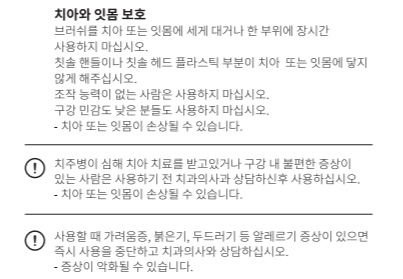 치아와 잇몸 보호
브러쉬를 치아 또는 잇몸에 세게 대거나 한 부위에 장시간
사용하지 마십시오.
칫솔 핸들이나 칫솔 헤드 플라스틱 부분이 치아 또는 잇몸에 닿지
않게 해주십시오.
조작 능력이 없는 사람은 사용하지 마십시오.
구강 민감도 낮은 분들도 사용하지 마십시오.
- 치아 또는 잇몸이 손상될 수 있습니다.
치주병이 심해 치아 치료를 받고있거나 구강 내 불편한 증상이
있는 사람은 사용하기 전 치과의사과 상담하신후 사용하십시오.
- 치아 또는 잇몸이 손상될 수 있습니다.
사용할 때 가려움증, 붉은기, 두드러기 등 알레르기 증상이 있으면
즉시 사용을 중단하고 치과의사와 상담하십시오.
- 증상이 악화될 수 있습니다.